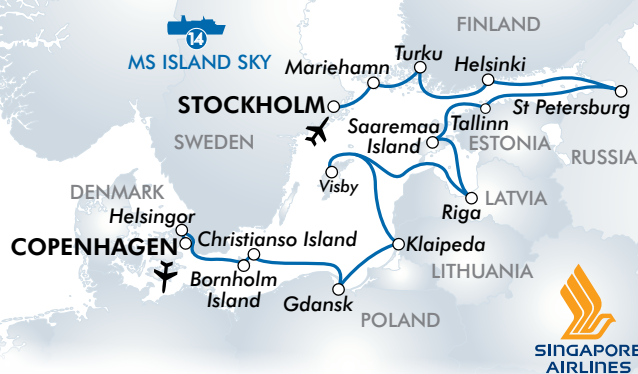 FINLAND
14
MS ISLAND SKY
Turku
Mariehamn
Helsinki
STOCKHOLM
St Petersburg
Saaremaa
Island
Tallinn
SWEDEN
ESTONIA
RUSSIA
Visby
DENMARK
LATVIA
Riga
Helsingor
COPENHAGEN
Christianso Island
Klaipeda
Bornholm
Island
LITHUANIA
Gdansk
POLAND
SINGAPORE
AIRLINES